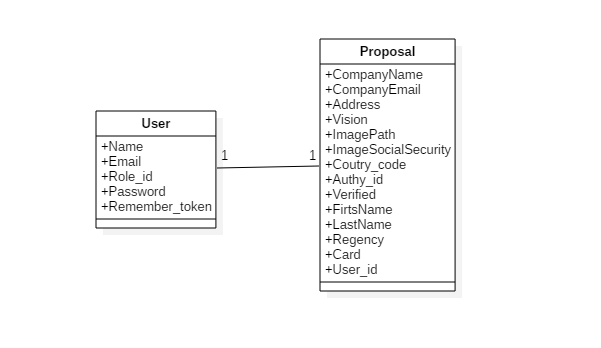 User
+Name
+Email
+Role_id
+Password
+Remember_token
1
1
Proposal
+CompanyName
+CompanyEmail
+Address
+Vision
+ImagePath
+ImageSocialSecurity
+Coutry_code
+Authy_id
+Verified
+FirtsName
+LastName
+Regency
+Card
+User_id